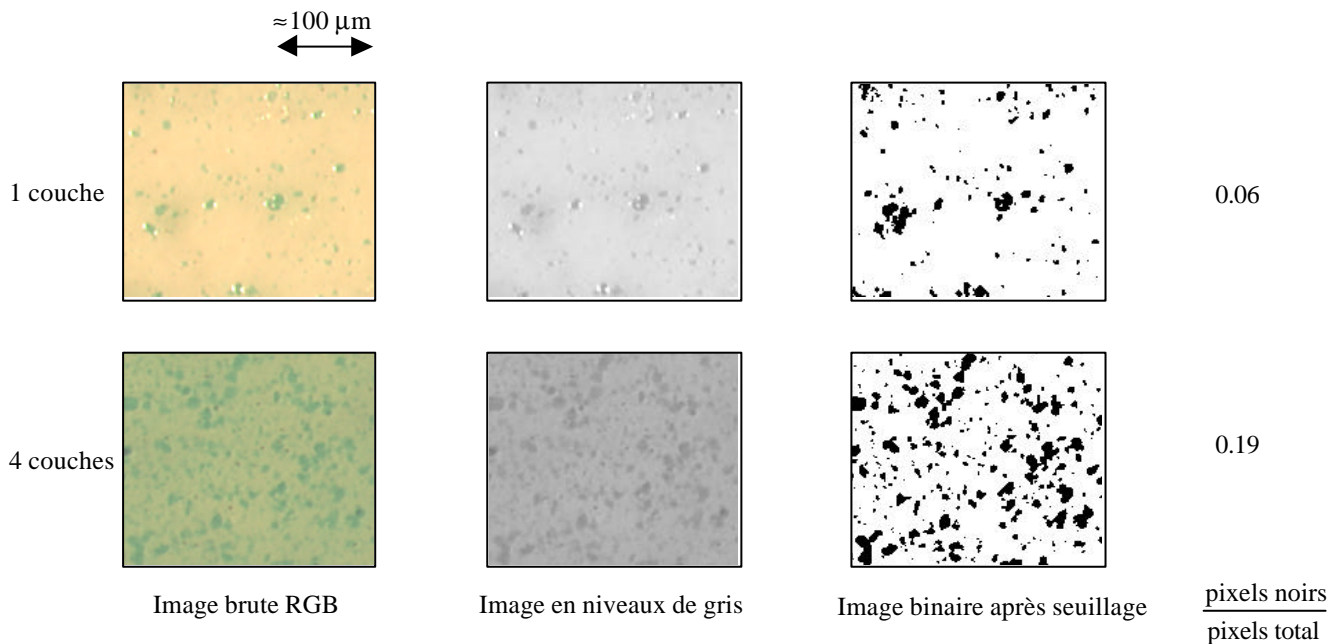 ≈100 μm
1 couche
0.06
4 couches
0.19
Image brute RGB
Image en niveaux de gris
Image binaire après seuillage
pixels noirs
pixels total